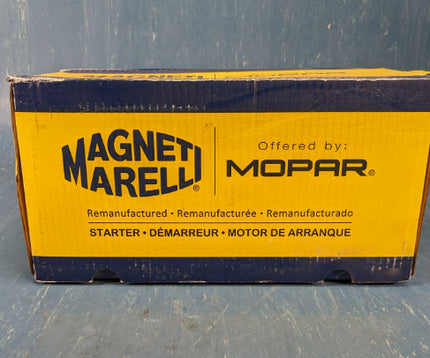 MAGNETI
MARELLI®
Offered by:
MOPAR®
Remanufactured • Remanufacturée • Remanufacturado
STARTER • DÉMARREUR • MOTOR DE ARRANQUE